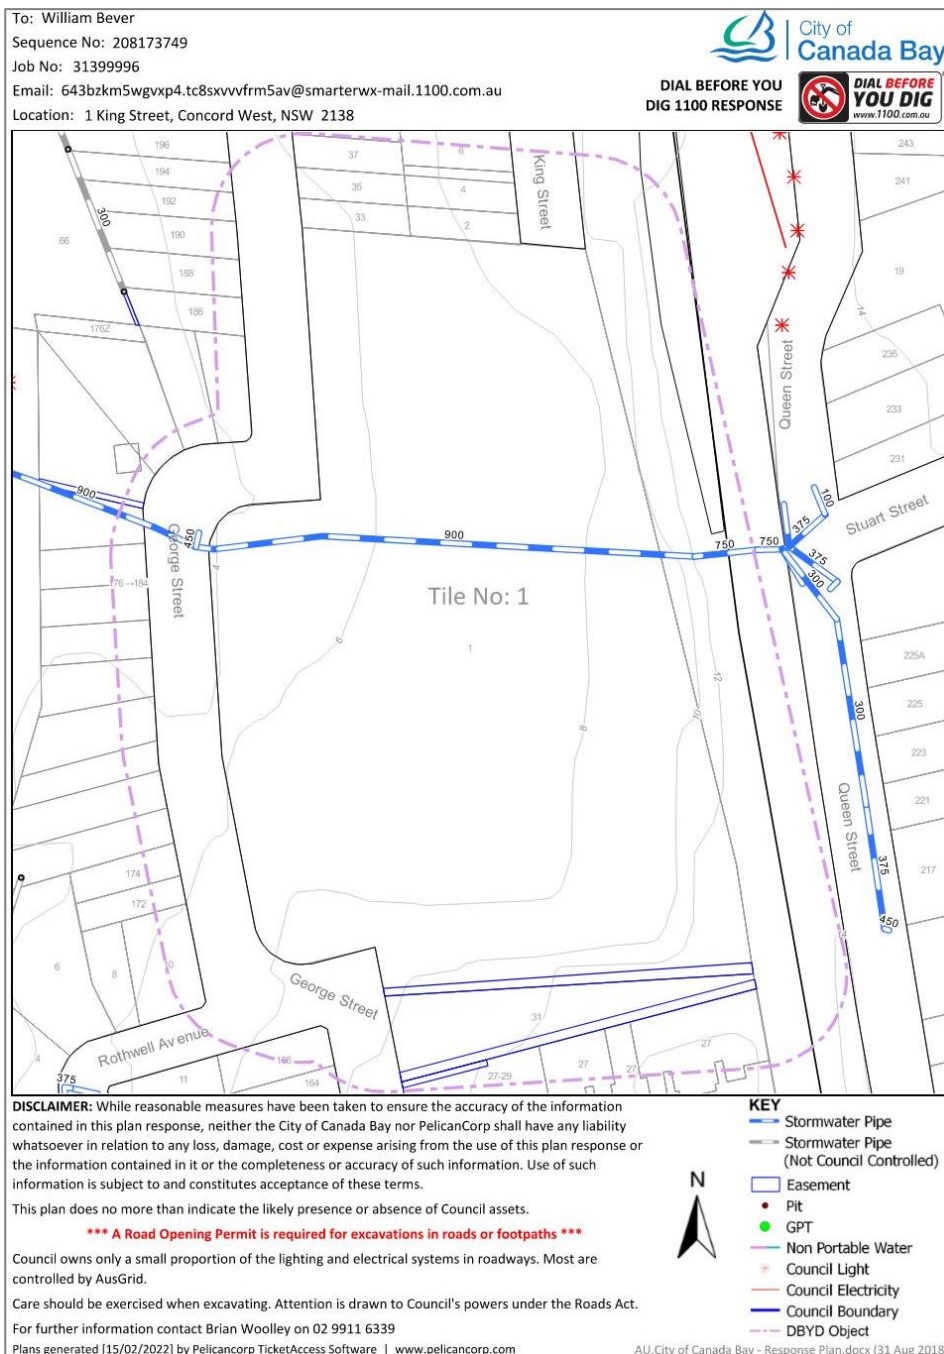 To: William Bever
Sequence No: 208173749
Job No: 31399996
Email: 643bzkm5wgvxp4.tc8sxvvvfrm5av@smarterwx-mail.1100.com.au
Location: 1 King Street, Concord West, NSW 2138
City of
Canada Bay
DIAL BEFORE YOU
DIG 1100 RESPONSE
DIAL BEFORE
YOU DIG
www.1100.com.au
196
194
192
190
188
186
66
300
176Z
37
35
33
6
4
2
King Street
243
241
19
14
235
233
231
Queen Street
Stuart Street
900
450
George Street
4
900
750
750
375
100
375
300
Tile No: 1
1
6
8
10
12
225A
225
223
221
217
300
375
450
Queen Street
174
172
6
8
10
4
George Street
Rothwell Avenue
375
11
165
164
31
27-29
27
27
27
DISCLAIMER: While reasonable measures have been taken to ensure the accuracy of the information
contained in this plan response, neither the City of Canada Bay nor PelicanCorp shall have any liability
whatsoever in relation to any loss, damage, cost or expense arising from the use of this plan response or
the information contained in it or the completeness or accuracy of such information. Use of such
information is subject to and constitutes acceptance of these terms.
This plan does no more than indicate the likely presence or absence of Council assets.
*** A Road Opening Permit is required for excavations in roads or footpaths ***
Council owns only a small proportion of the lighting and electrical systems in roadways. Most are
controlled by AusGrid.
Care should be exercised when excavating. Attention is drawn to Council's powers under the Roads Act.
For further information contact Brian Woolley on 02 9911 6339
Plans generated [15/02/2022] by Pelicancorp TicketAccess Software | www.pelicancorp.com
N
KEY
Stormwater Pipe
Stormwater Pipe
(Not Council Controlled)
Easement
Pit
GPT
Non Portable Water
Council Light
Council Electricity
Council Boundary
DBYD Object
AU.City of Canada Bay - Response Plan.docx (31 Aug 2018